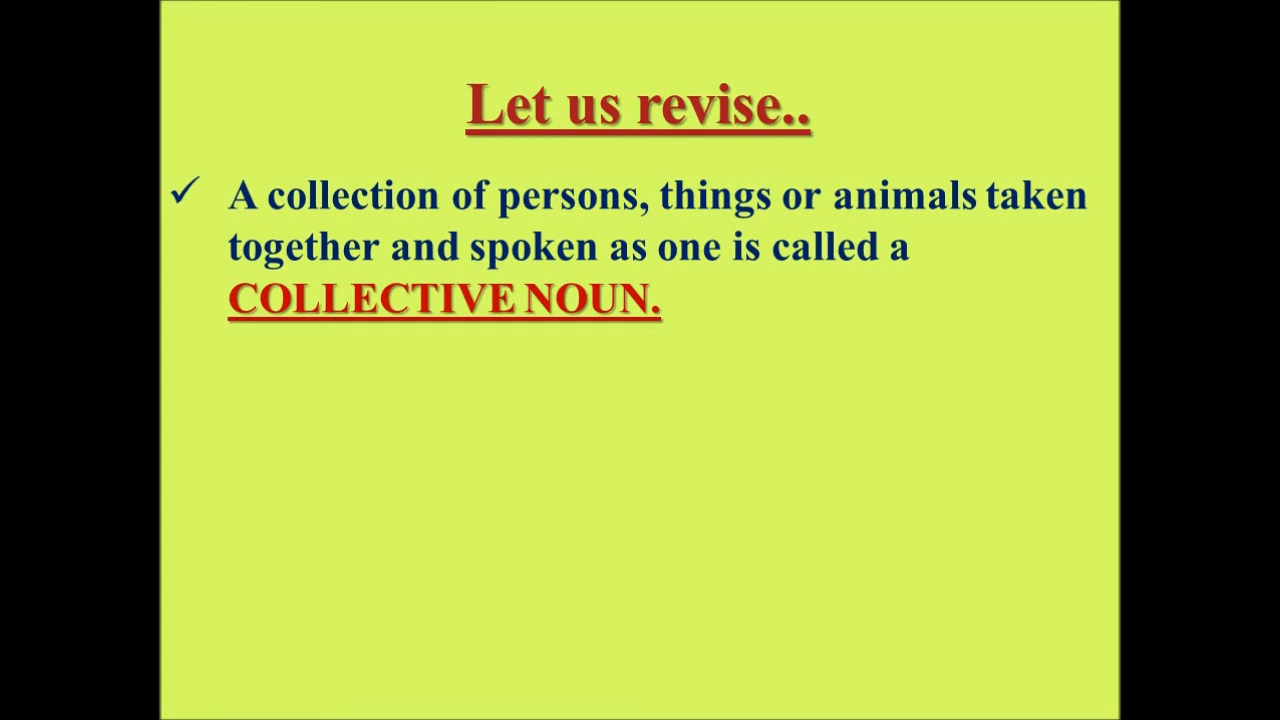 Let us revise..
✓ A collection of persons, things or animals taken
together and spoken as one is called a
COLLECTIVE NOUN.